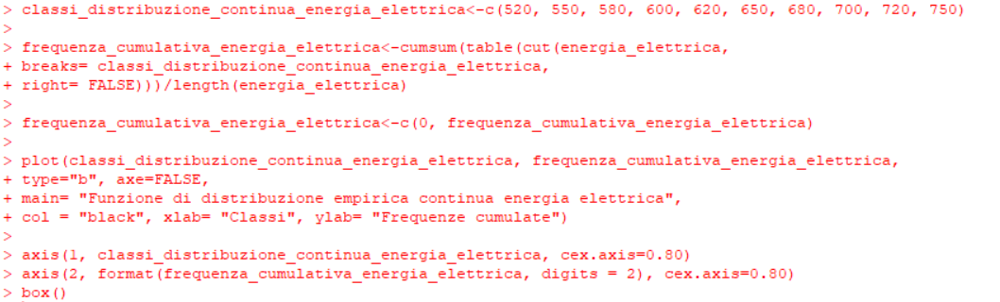 > classi_distribuzione_continua_energia_elettrica<-c(520, 550, 580, 600, 620, 650, 680, 700, 720, 750)
>
> frequenza_cumulativa_energia_elettrica<-cumsum(table(cut(energia_elettrica,
+ breaks= classi_distribuzione_continua_energia_elettrica,
+ right= FALSE)))/length(energia_elettrica)
>
> frequenza_cumulativa_energia_elettrica<-c(0, frequenza_cumulativa_energia_elettrica)
>
> plot(classi_distribuzione_continua_energia_elettrica, frequenza_cumulativa_energia_elettrica,
+ type="b", axe=FALSE,
+ main= "Funzione di distribuzione empirica continua energia elettrica",
+ col = "black", xlab= "Classi", ylab= "Frequenze cumulate")
>
> axis(1, classi_distribuzione_continua_energia_elettrica, cex.axis=0.80)
> axis(2, format(frequenza_cumulativa_energia_elettrica, digits = 2), cex.axis=0.80)
> box()